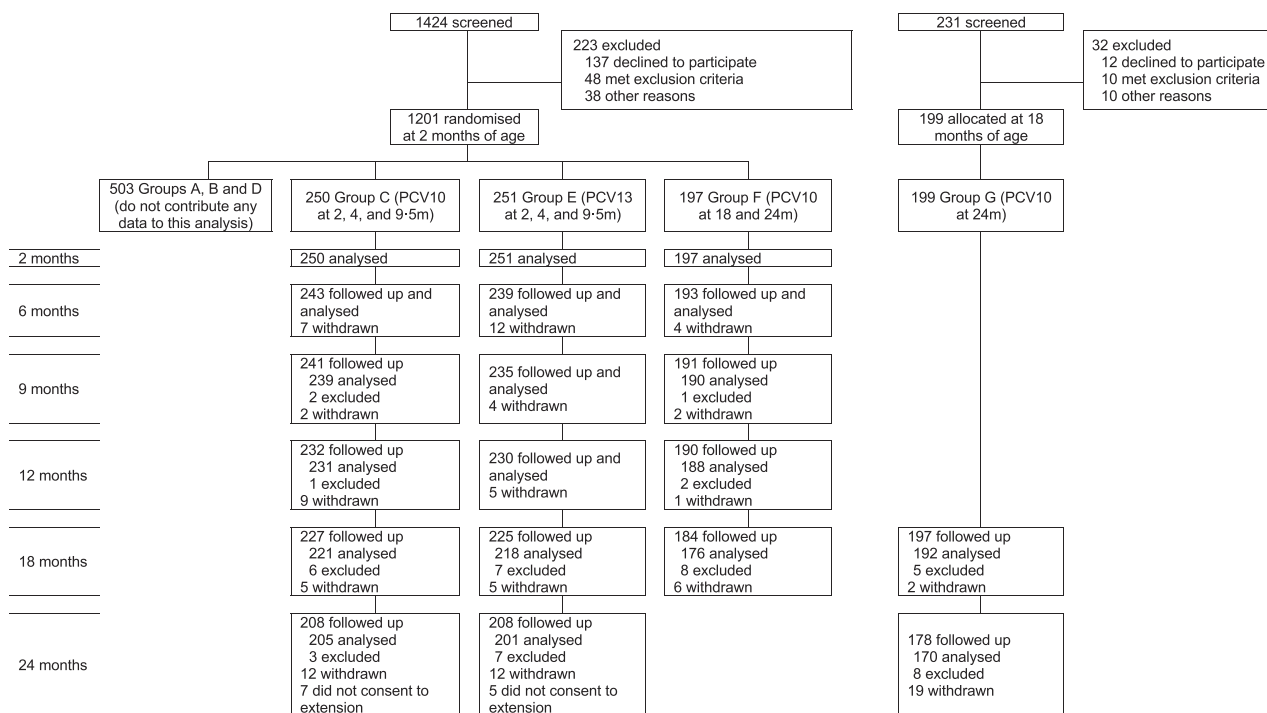 1424 screened
231 screened
223 excluded
137 declined to participate
48 met exclusion criteria
38 other reasons
32 excluded
12 declined to participate
10 met exclusion criteria
10 other reasons
1201 randomised
at 2 months of age
199 allocated at 18
months of age
503 Groups A, B and D
(do not contribute any
data to this analysis)
250 Group C (PCV10
at 2, 4, and 9·5m)
251 Group E (PCV13
at 2, 4, and 9·5m)
197 Group F (PCV10
at 18 and 24m)
199 Group G (PCV10
at 24m)
2 months
250 analysed
251 analysed
197 analysed
6 months
243 followed up and
analysed
7 withdrawn
239 followed up and
analysed
12 withdrawn
193 followed up and
analysed
4 withdrawn
9 months
241 followed up
239 analysed
2 excluded
2 withdrawn
235 followed up and
analysed
4 withdrawn
191 followed up
190 analysed
1 excluded
2 withdrawn
12 months
232 followed up
231 analysed
1 excluded
9 withdrawn
230 followed up and
analysed
5 withdrawn
190 followed up
188 analysed
2 excluded
1 withdrawn
18 months
227 followed up
221 analysed
6 excluded
5 withdrawn
225 followed up
218 analysed
7 excluded
5 withdrawn
184 followed up
176 analysed
8 excluded
6 withdrawn
197 followed up
192 analysed
5 excluded
2 withdrawn
24 months
208 followed up
205 analysed
3 excluded
12 withdrawn
7 did not consent to
extension
208 followed up
201 analysed
7 excluded
12 withdrawn
5 did not consent to
extension
178 followed up
170 analysed
8 excluded
19 withdrawn